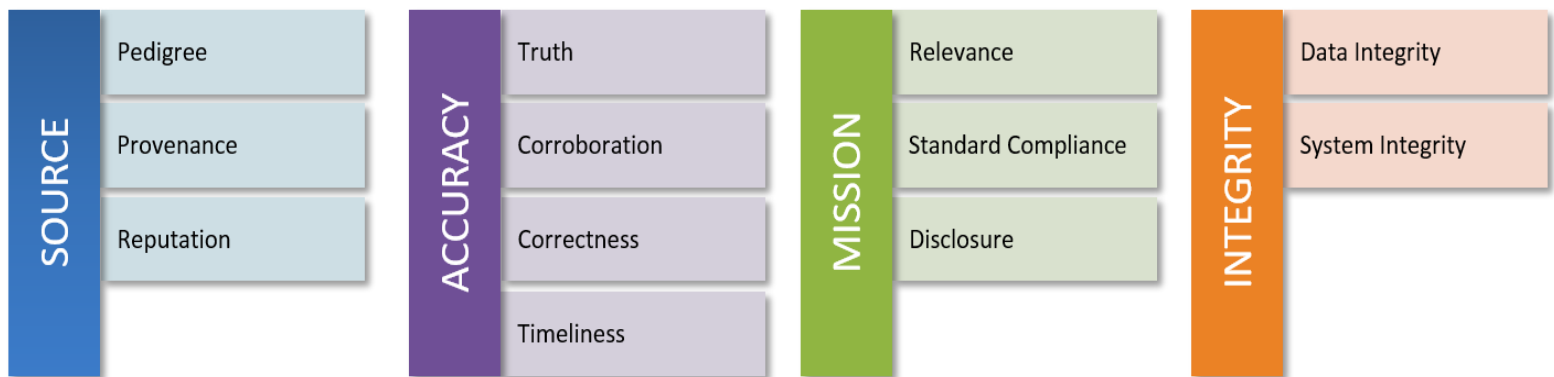 SOURCE
Pedigree
Provenance
Reputation
ACCURACY
Truth
Corroboration
Correctness
Timeliness
MISSION
Relevance
Standard Compliance
Disclosure
INTEGRITY
Data Integrity
System Integrity